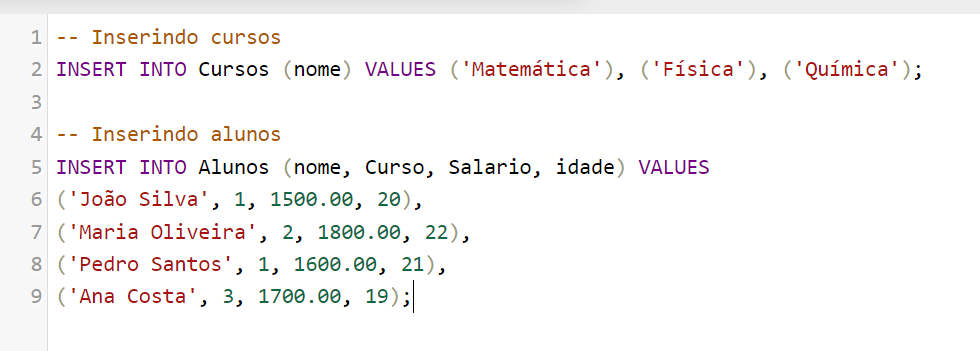 1 -- Inserindo cursos
2 INSERT INTO Cursos (nome) VALUES ('Matemática'), ('Física'), ('Química');
3
4 -- Inserindo alunos
5 INSERT INTO Alunos (nome, Curso, Salario, idade) VALUES
6 ('João Silva', 1, 1500.00, 20),
7 ('Maria Oliveira', 2, 1800.00, 22),
8 ('Pedro Santos', 1, 1600.00, 21),
9 ('Ana Costa', 3, 1700.00, 19);